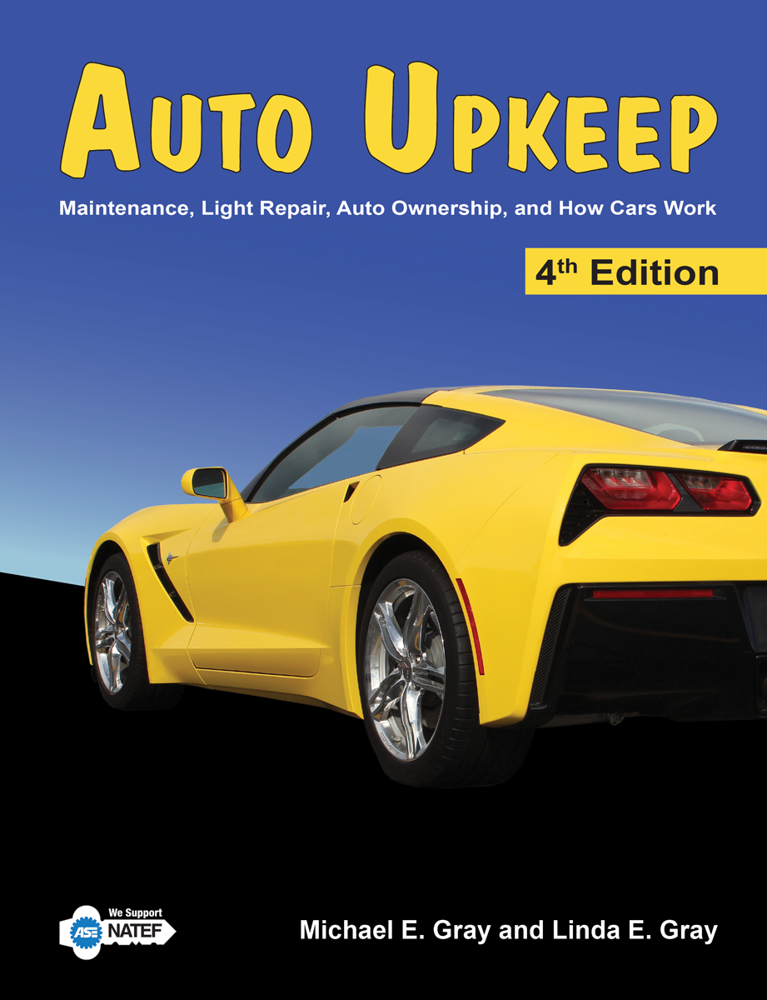 AUTO UPKEEP
Maintenance, Light Repair, Auto Ownership, and How Cars Work
4th Edition
We Support
ASE NATEF
Michael E. Gray and Linda E. Gray